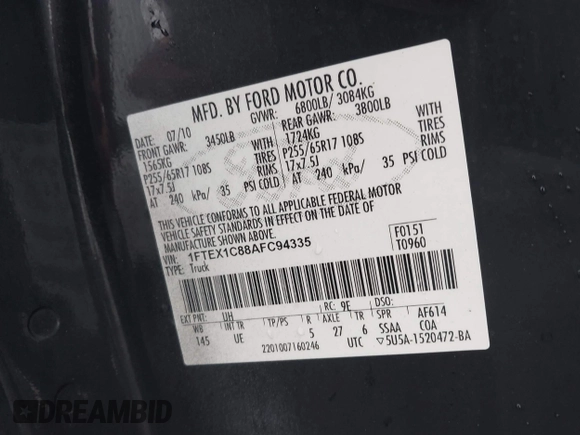 MFD. BY FORD MOTOR CO.
DATE: 07/10 GVWR: 6800LB/ 3084KG
FRONT GAWR: 3450LB REAR GAWR: 3800LB
1565KG WITH 1724KG WITH
P255/65R17 108S TIRES P255/65R17 108S TIRES
17x7.5J RIMS 17x7.5J RIMS
AT 240 kPa/ 35 PSI COLD AT 240 kPa/ 35 PSI COLD
THIS VEHICLE CONFORMS TO ALL APPLICABLE FEDERAL MOTOR
VEHICLE SAFETY STANDARDS IN EFFECT ON THE DATE OF
MANUFACTURE SHOWN ABOVE.
VIN: 1FTEX1C88AFC94335 F0151
TYPE: Truck T0960
EXT PNT: UH RC: 9E DSO:
WB INT TR TP/PS R AXLE TR SPR AF614
145 UE 5 27 6 SSAA COA
2201007160246 UTC ▽5U5A-1520472-BA
DREAMBID